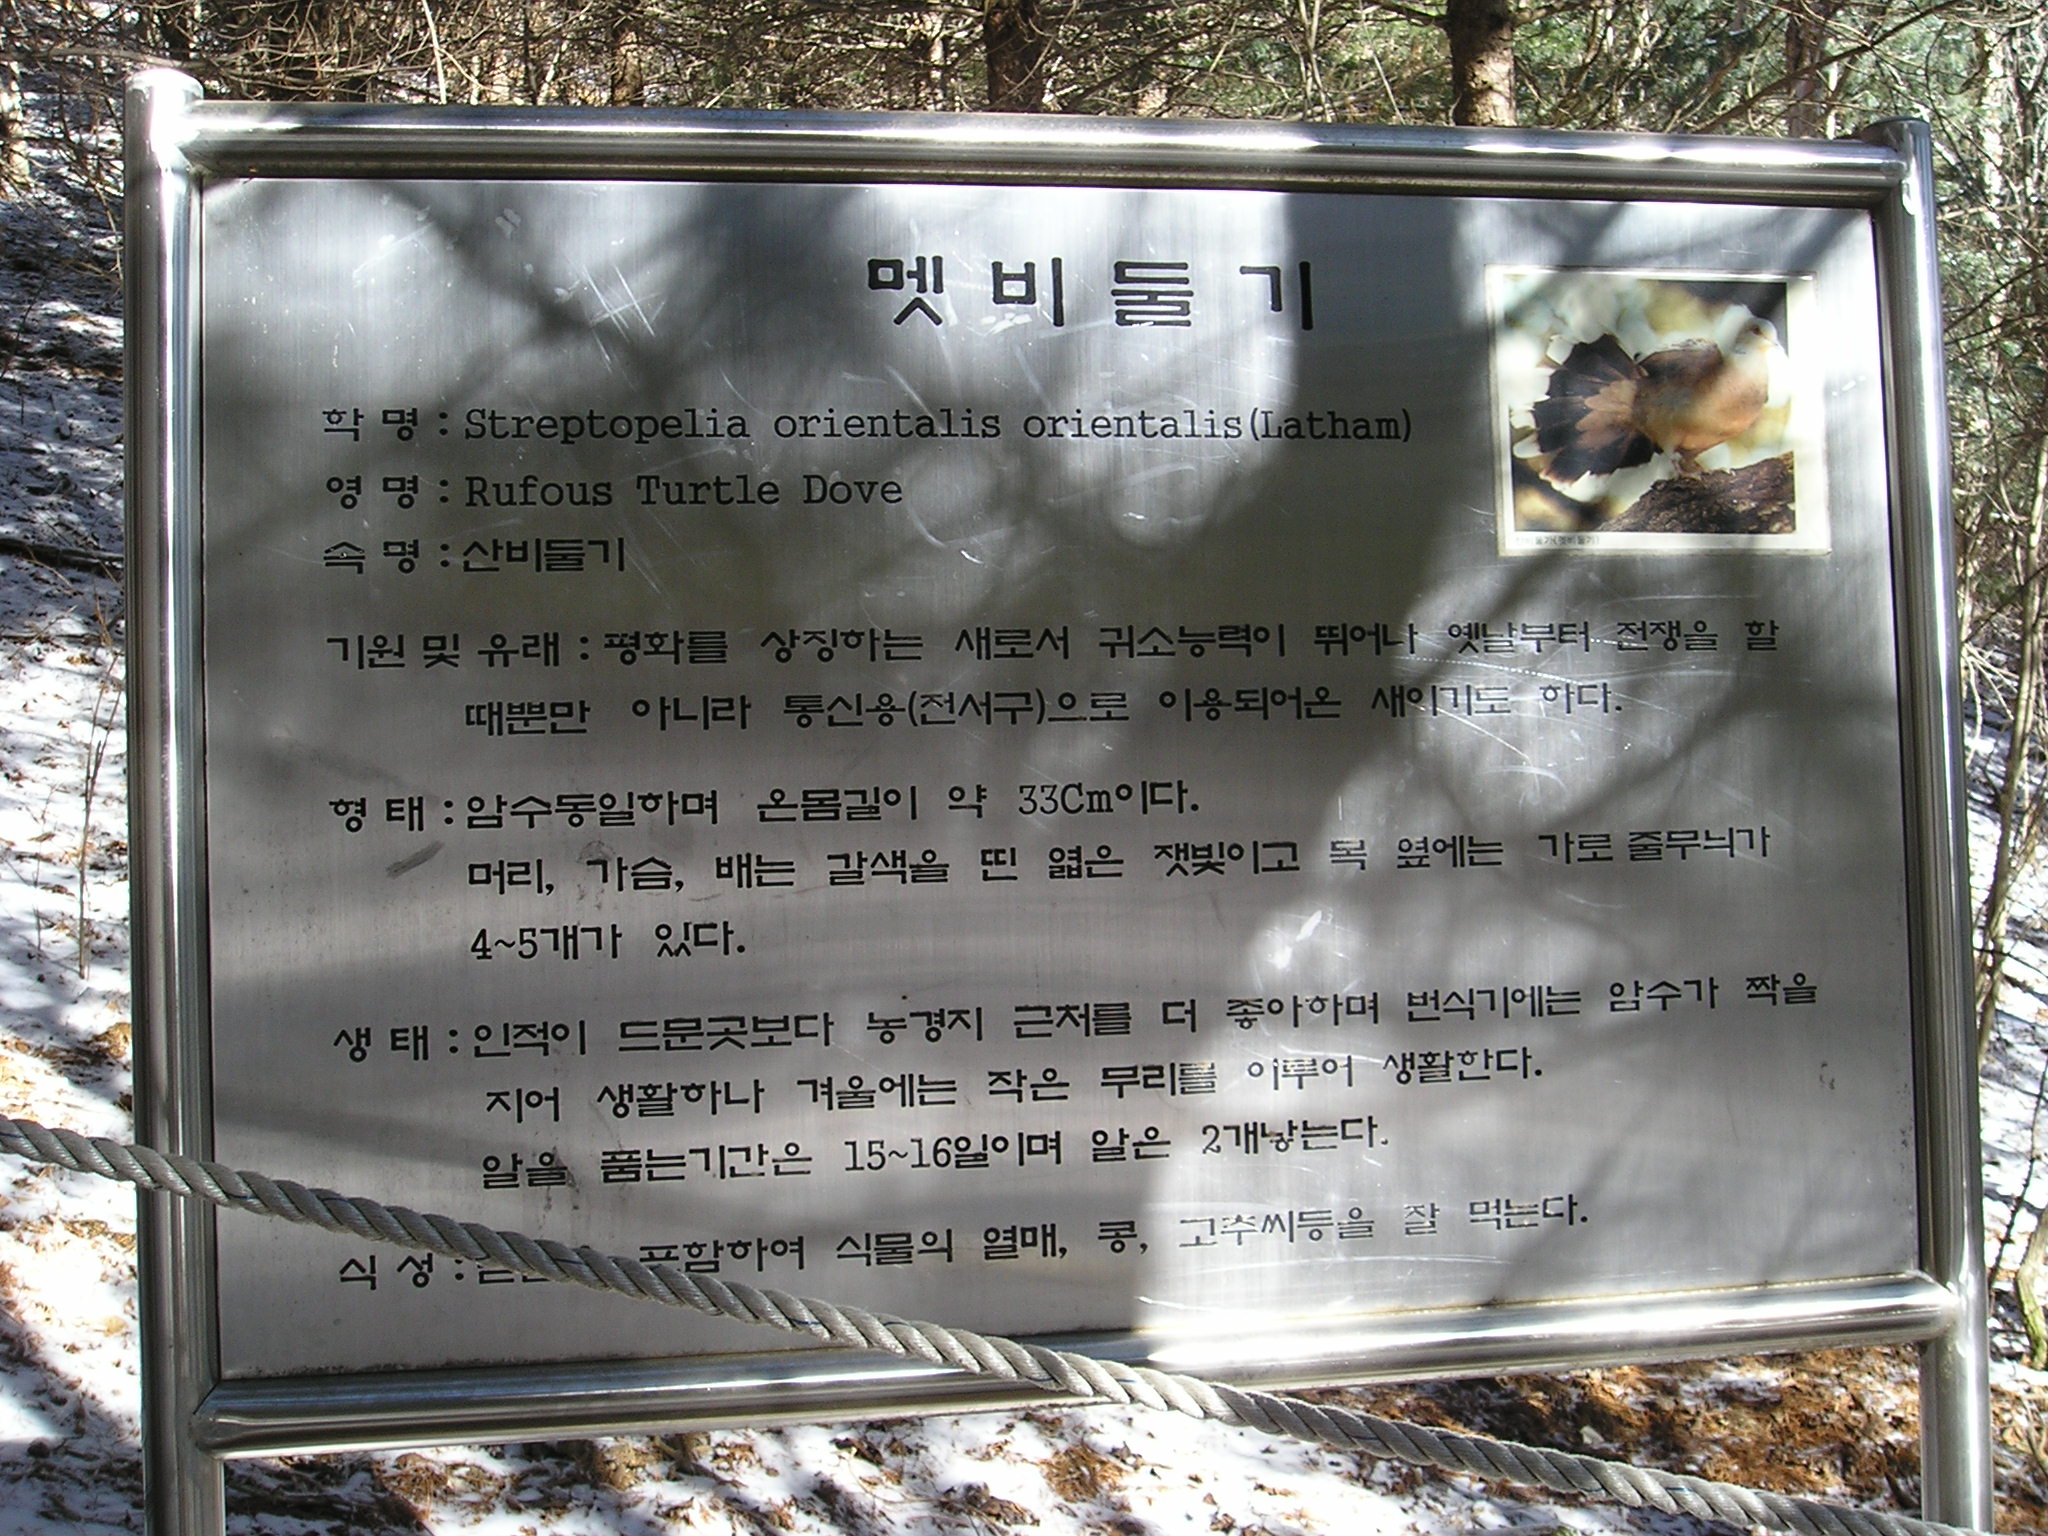 멧비둘기
학 명 : Streptopelia orientalis orientalis(Latham)
영 명 : Rufous Turtle Dove
속 명 : 산비둘기
기원 및 유래 : 평화를 상징하는 새로서 귀소능력이 뛰어나 옛날부터 전쟁을 할
때뿐만 아니라 통신용(전서구)으로 이용되어온 새이기도 하다.
형 태 : 암수동일하며 온몸길이 약 33Cm이다.
머리, 가슴, 배는 갈색을 띤 엷은 잿빛이고 목 옆에는 가로 줄무늬가
4~5개가 있다.
생 태 : 인적이 드문곳보다 농경지 근처를 더 좋아하며 번식기에는 암수가 짝을
지어 생활하나 겨울에는 작은 무리를 이루어 생활한다.
알을 품는기간은 15~16일이며 알은 2개낳는다.
식 성 : 포함하여 식물의 열매, 콩, 고추씨등을 잘 먹는다.